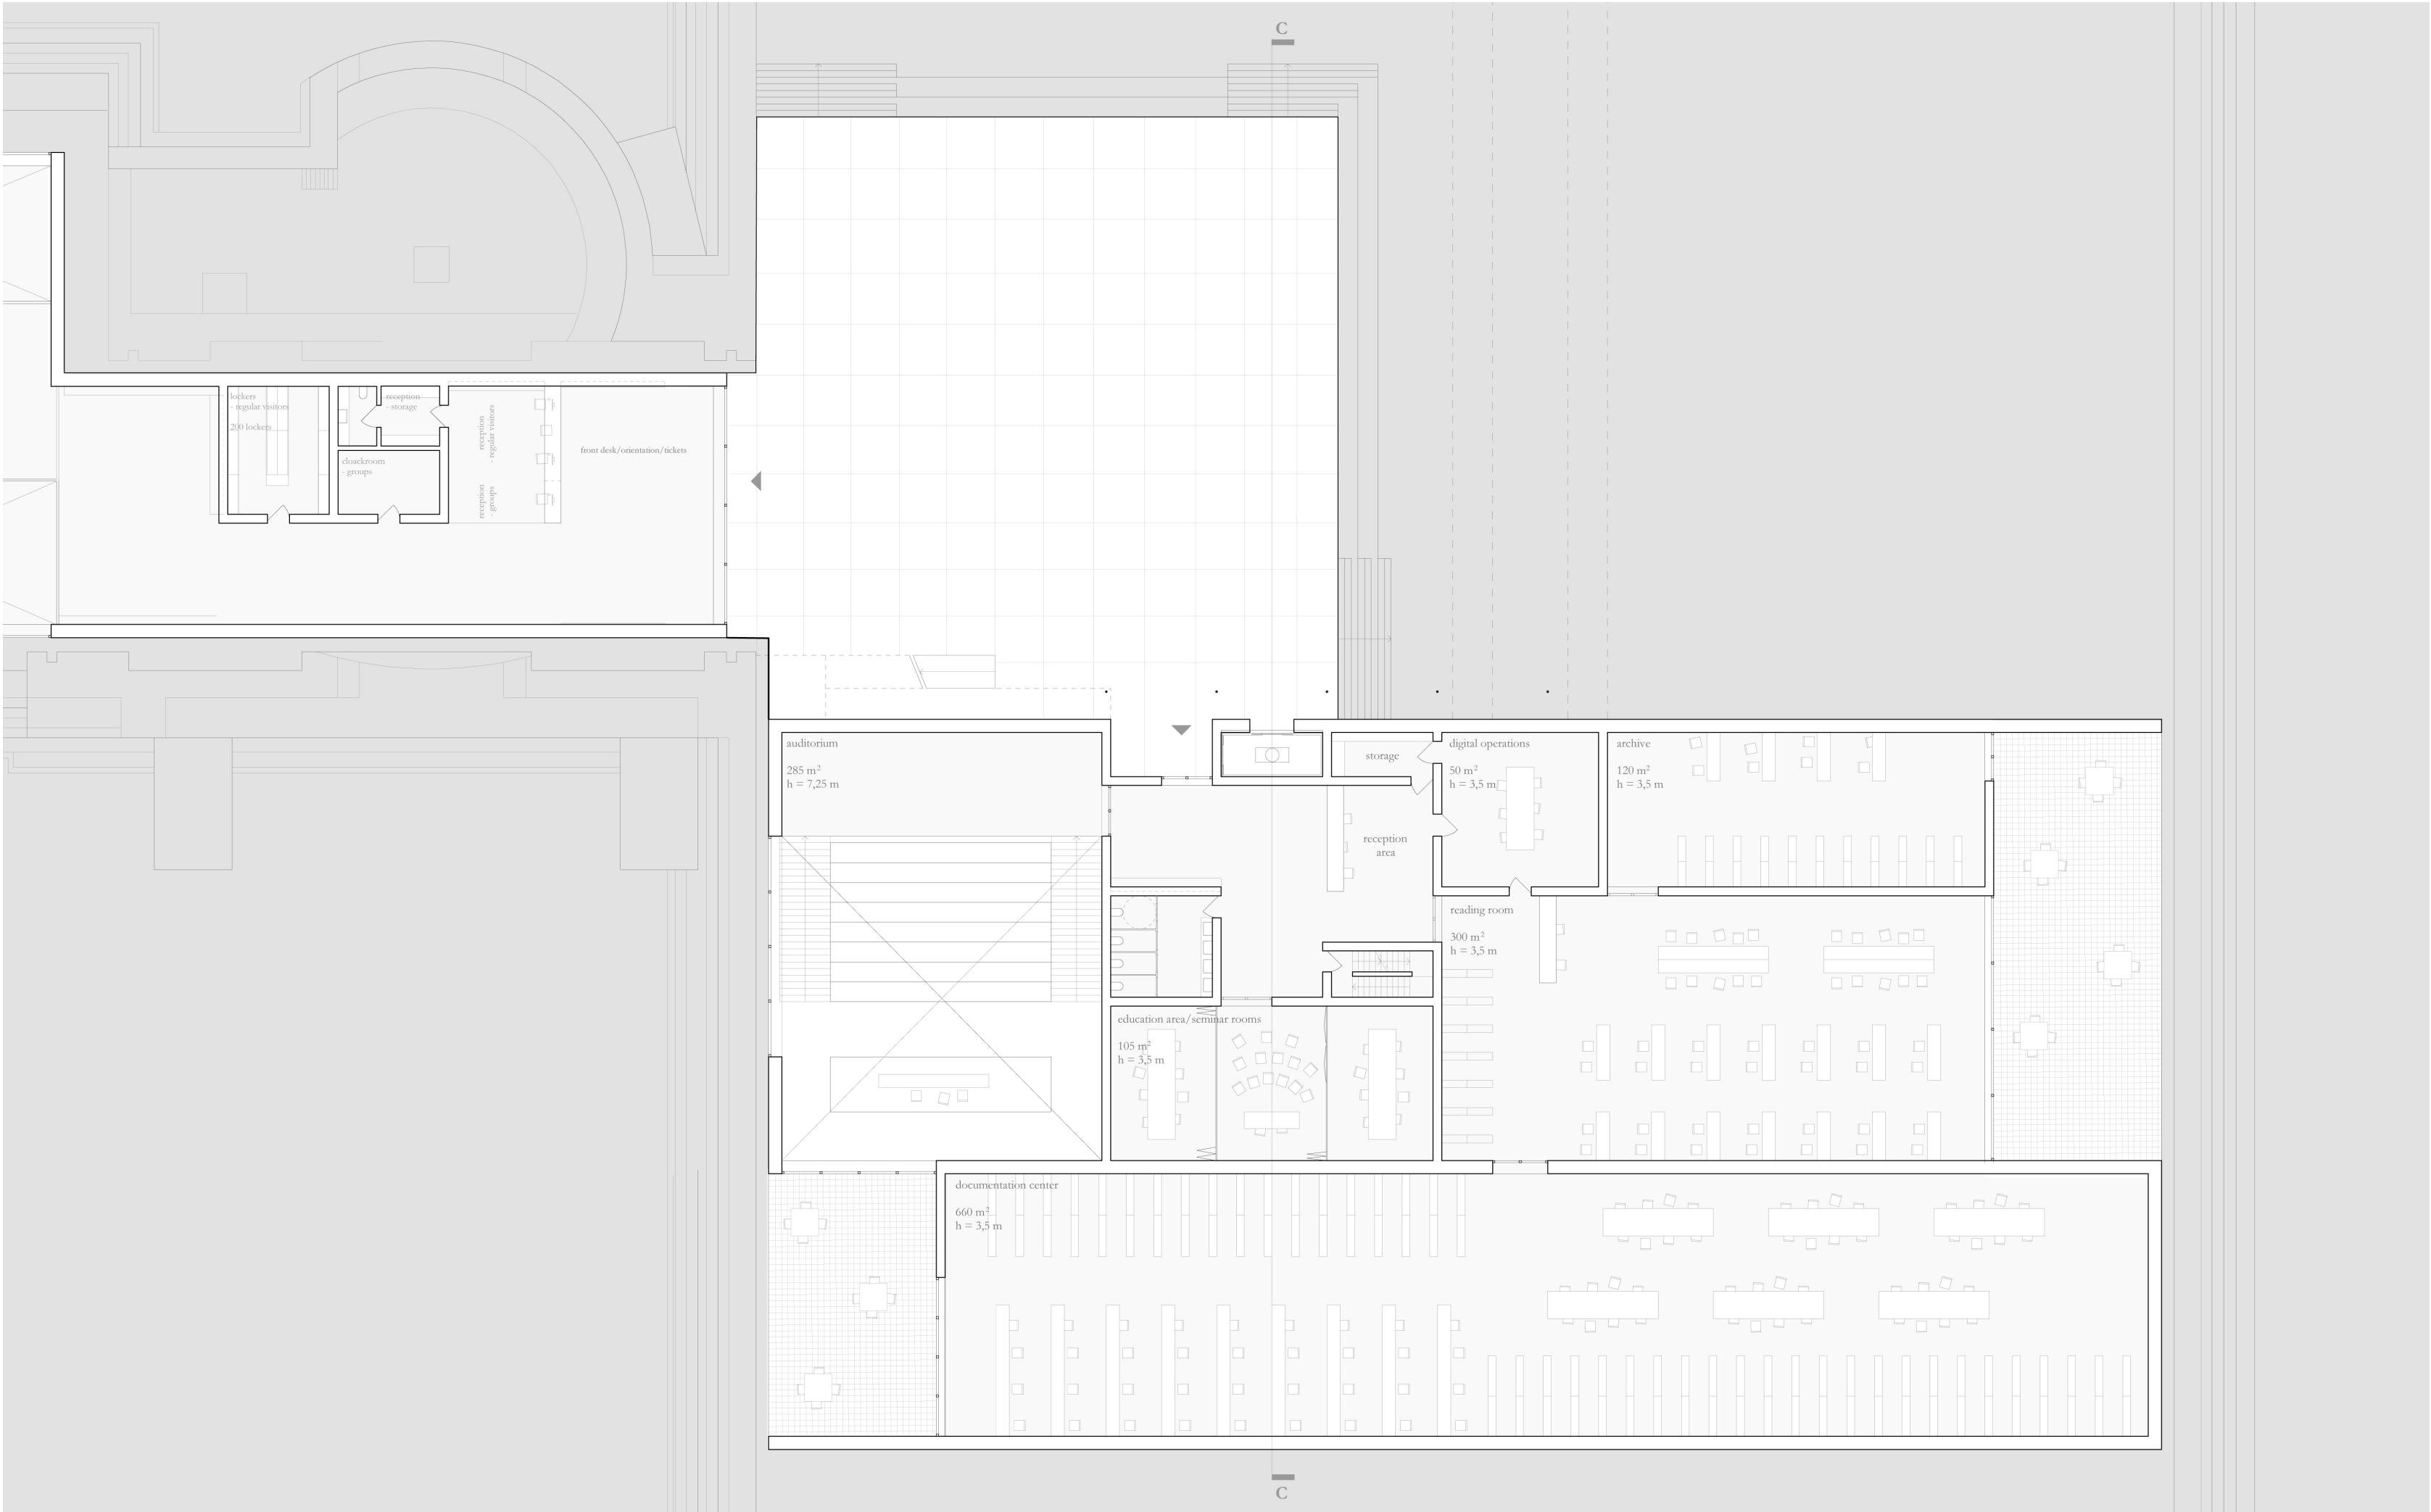 C
lockers
- regular visitors
200 lockers
reception
- storage
cloackroom
- groups
reception
- regular visitors
reception
- groups
front desk/orientation/tickets
auditorium
285 m²
h = 7,25 m
storage
reception
area
digital operations
50 m²
h = 3,5 m
archive
120 m²
h = 3,5 m
reading room
300 m²
h = 3,5 m
education area/seminar rooms
105 m²
h = 3,5 m
documentation center
660 m²
h = 3,5 m
C